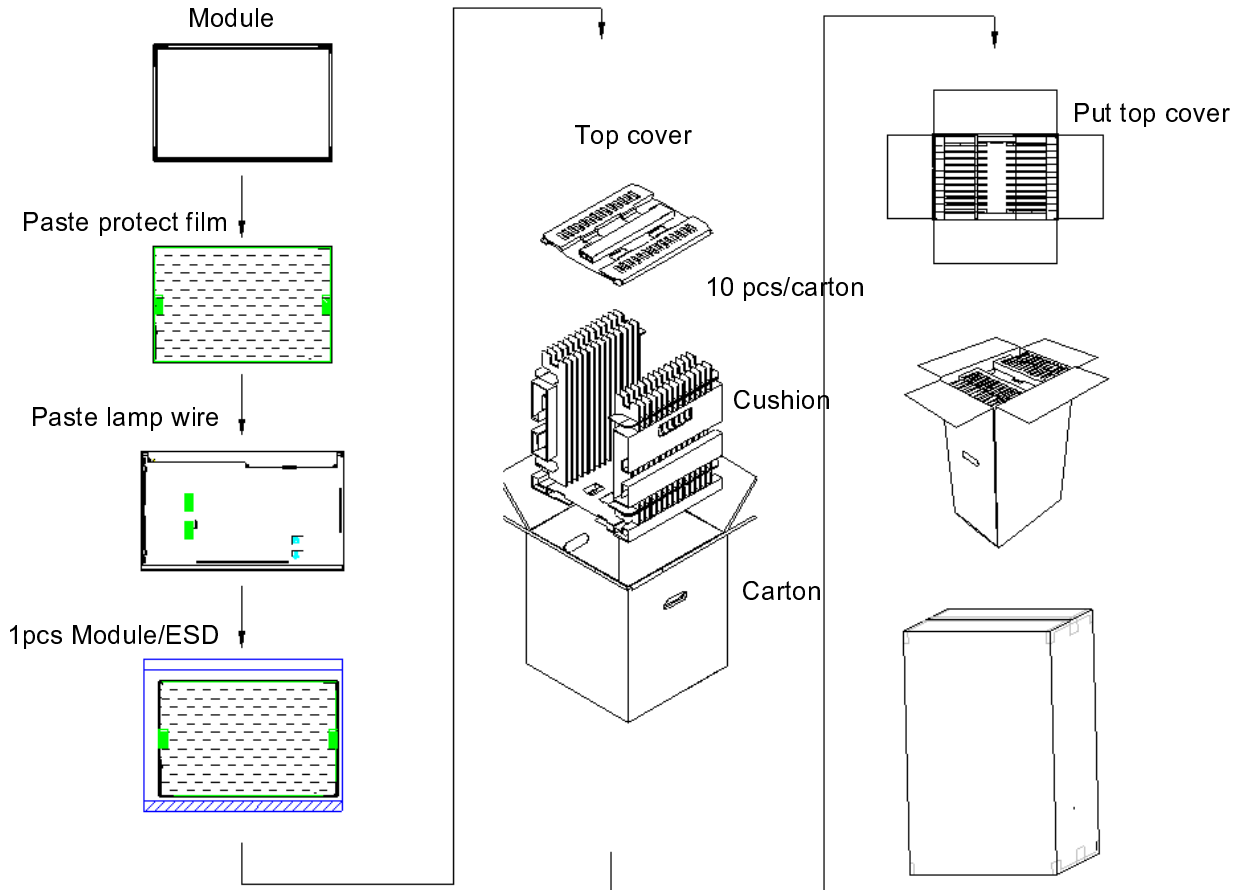 Module
Paste protect film
Paste lamp wire
1pcs Module/ESD
Top cover
10 pcs/carton
Cushion
Carton
Put top cover